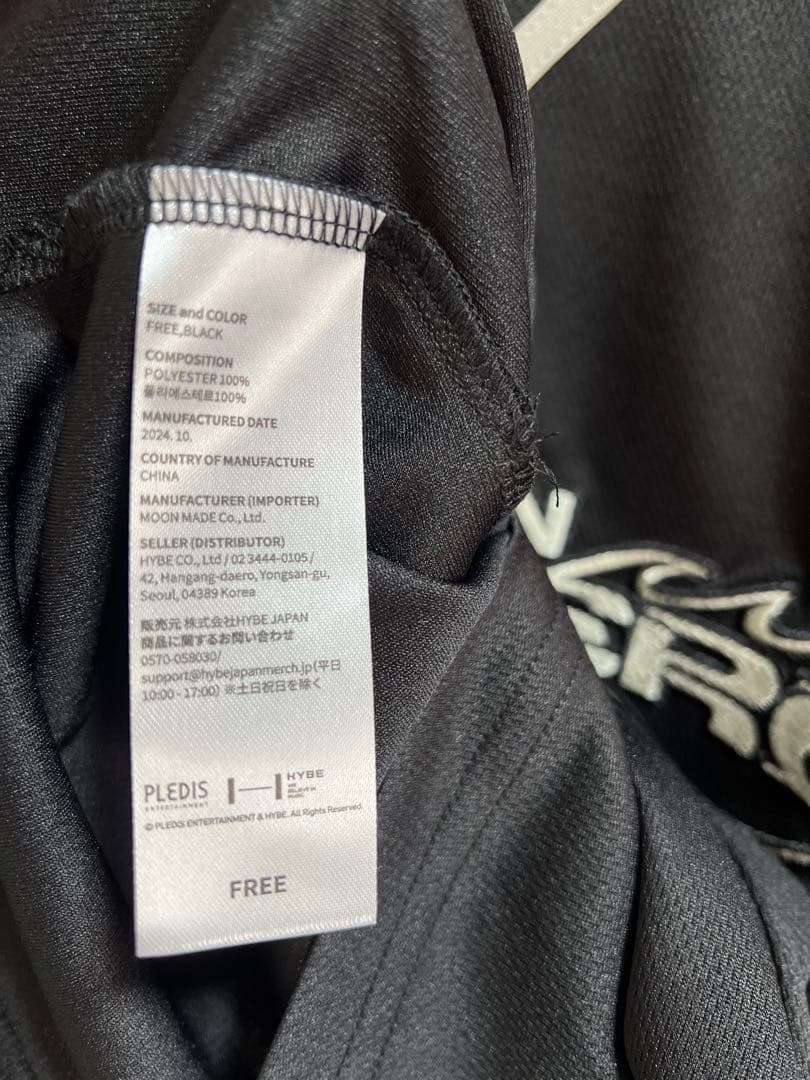 SIZE and COLOR
FREE,BLACK
COMPOSITION
POLYESTER 100%
폴리에스테르100%
MANUFACTURED DATE
2024. 10.
COUNTRY OF MANUFACTURE
CHINA
MANUFACTURER (IMPORTER)
MOON MADE Co., Ltd.
SELLER (DISTRIBUTOR)
HYBE CO., Ltd / 02 3444-0105 /
42, Hangang-daero, Yongsan-gu,
Seoul, 04389 Korea
販売元 株式会社HYBE JAPAN
商品に関するお問い合わせ
0570-058030/
support@hybejapanmerch.jp(平日
10:00 - 17:00) ※土日祝日を除く
PLEDIS
ENTERTAINMENT
HYBE
WE
BELIEVE IN
MUSIC
© PLEDIS ENTERTAINMENT & HYBE. All Rights Reserved.
FREE